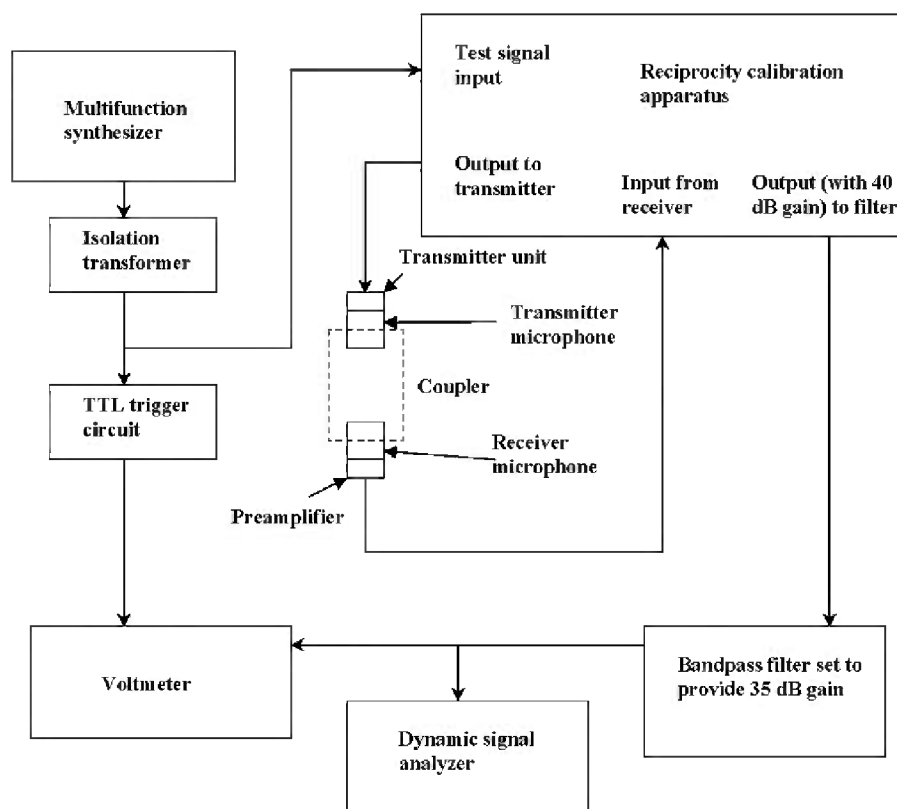 Multifunction
synthesizer
Test signal
input
Reciprocity calibration
apparatus
Output to
transmitter
Input from
receiver
Output (with 40
dB gain) to filter
Isolation
transformer
Transmitter unit
Transmitter
microphone
Coupler
TTL trigger
circuit
Receiver
microphone
Preamplifier
Voltmeter
Bandpass filter set to
provide 35 dB gain
Dynamic signal
analyzer